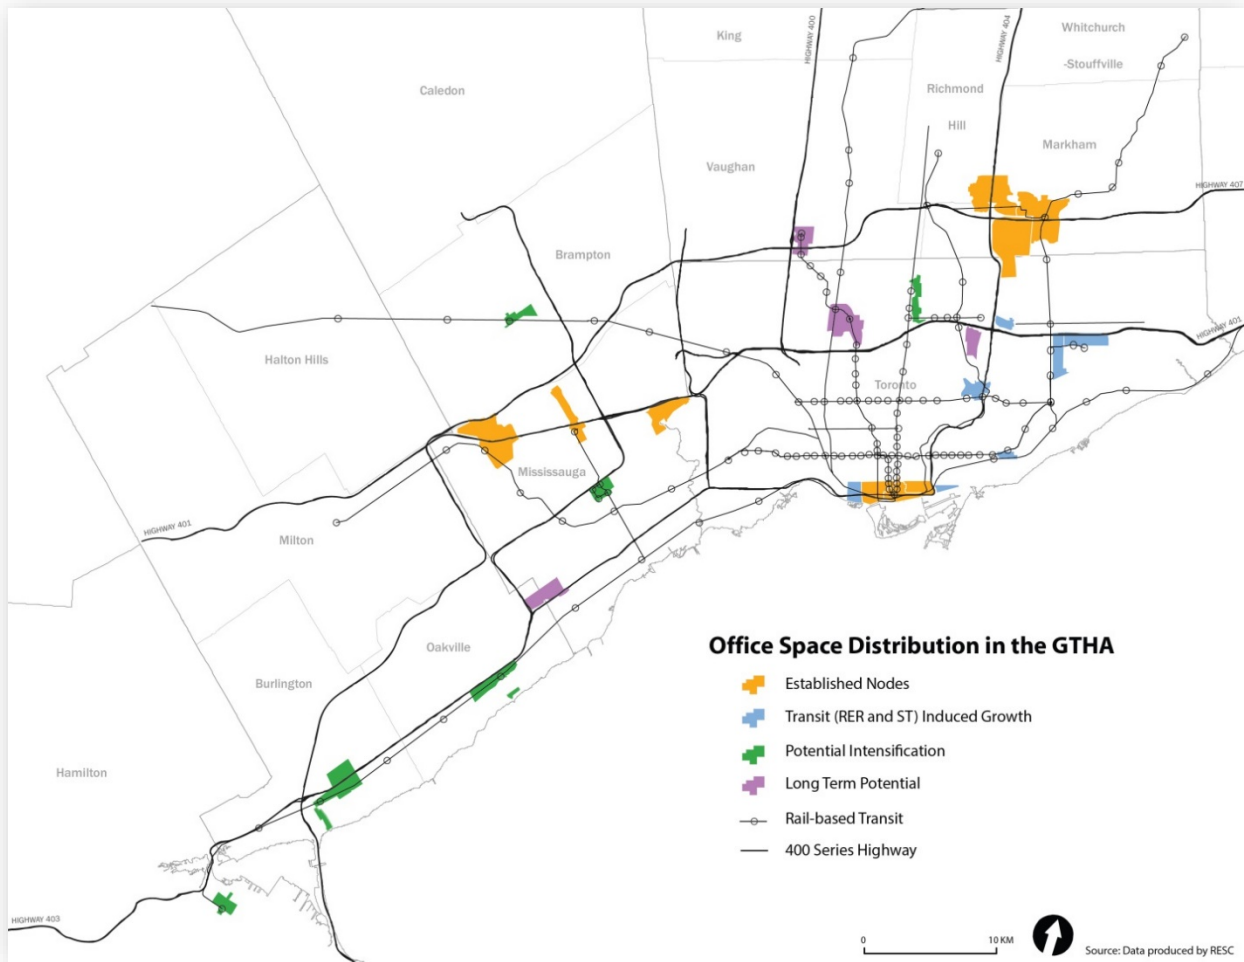 King
HIGHWAY 400
HIGHWAY 404
Whitchurch
-Stouffville
Caledon
Richmond
Hill
Markham
Vaughan
HIGHWAY 407
Brampton
HIGHWAY 401
Halton Hills
Toronto
Mississauga
HIGHWAY 401
Milton
Oakville
Burlington
Hamilton
HIGHWAY 403
Office Space Distribution in the GTHA
Established Nodes
Transit (RER and ST) Induced Growth
Potential Intensification
Long Term Potential
Rail-based Transit
400 Series Highway
0
10 KM
Source: Data produced by RESC